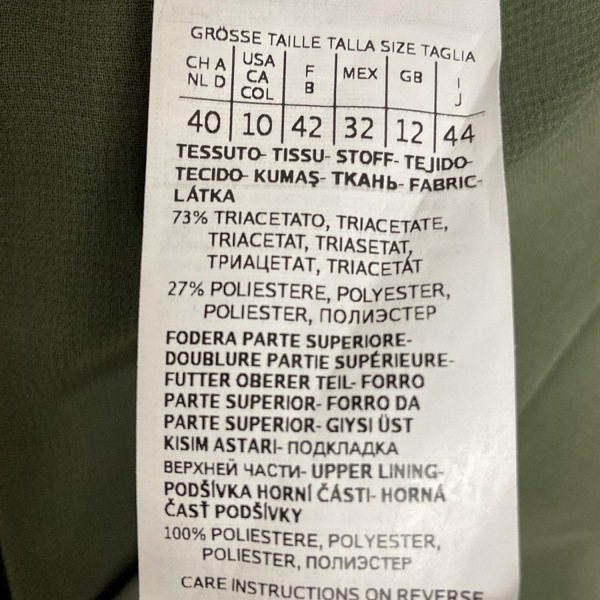 GRÖSSE TAILLE TALLA SIZE TAGLIA
CH A NL D | USA CA COL | F B | MEX | GB | I J
40 | 10 | 42 | 32 | 12 | 44
TESSUTO- TISSU- STOFF- TEJIDO-
TECIDO- KUMAŞ- ТКАНЬ- FABRIC-
LÁTKA
73% TRIACETATO, TRIACETATE,
TRIACETAT, TRIASETAT,
ТРИАЦЕТАТ, TRIACETÁT
27% POLIESTERE, POLYESTER,
POLIESTER, ПОЛИЭСТЕР
FODERA PARTE SUPERIORE-
DOUBLURE PARTIE SUPÉRIEURE-
FUTTER OBERER TEIL- FORRO
PARTE SUPERIOR- FORRO DA
PARTE SUPERIOR- GIYSI ÜST
KISIM ASTARI- ПОДКЛАДКА
ВЕРХНЕЙ ЧАСТИ- UPPER LINING-
PODŠÍVKA HORNÍ ČÁSTI- HORNÁ
ČASŤ PODŠÍVKY
100% POLIESTERE, POLYESTER,
POLIESTER, ПОЛИЭСТЕР
CARE INSTRUCTIONS ON REVERSE